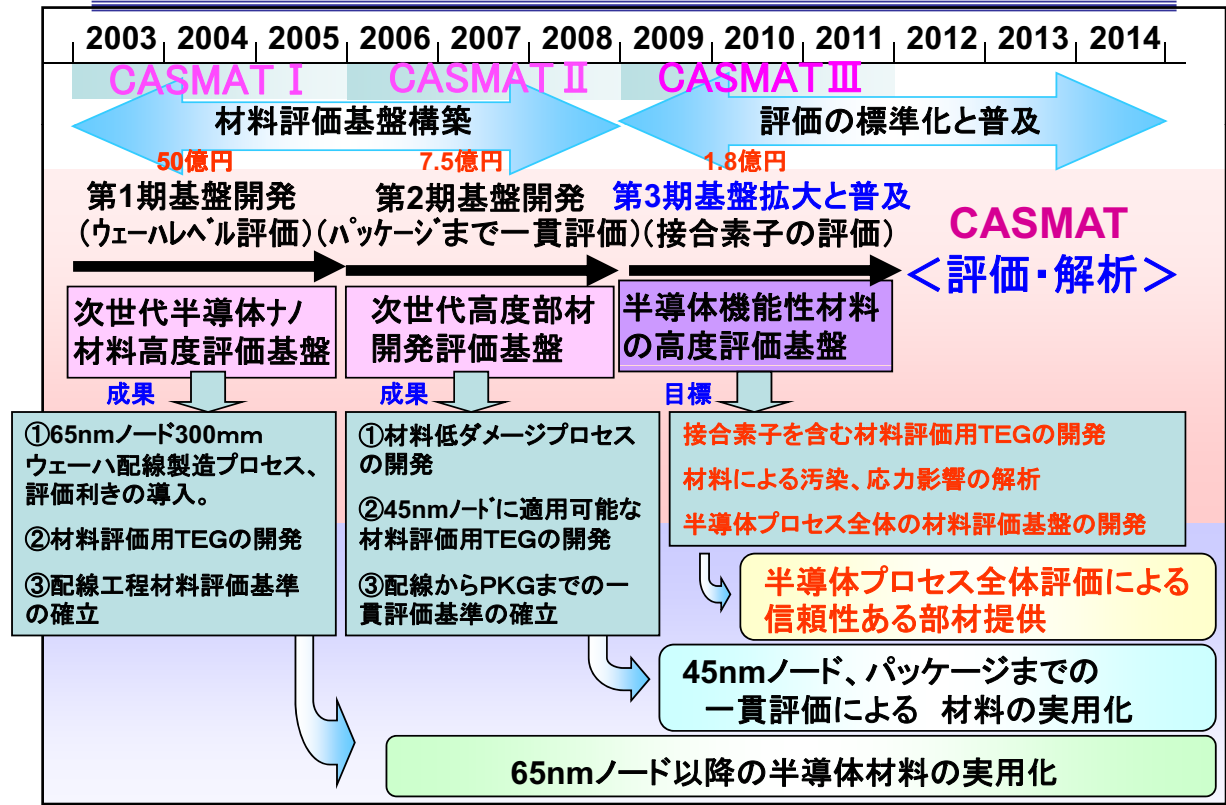 2003 2004 2005 2006 2007 2008 2009 2010 2011 2012 2013 2014
CASMAT Ⅰ CASMAT Ⅱ CASMAT Ⅲ
材料評価基盤構築
評価の標準化と普及
50億円
7.5億円
1.8億円
第1期基盤開発
(ウェーハレベル評価)
第2期基盤開発
(パッケージまで一貫評価)
第3期基盤拡大と普及
(接合素子の評価)
CASMAT
＜評価・解析＞
次世代半導体ナノ
材料高度評価基盤
次世代高度部材
開発評価基盤
半導体機能性材料
の高度評価基盤
成果
成果
目標
①65nmノード300mm
ウェーハ配線製造プロセス、
評価利きの導入。
②材料評価用TEGの開発
③配線工程材料評価基準
の確立
①材料低ダメージプロセス
の開発
②45nmノードに適用可能な
材料評価用TEGの開発
③配線からPKGまでの一
貫評価基準の確立
接合素子を含む材料評価用TEGの開発
材料による汚染、応力影響の解析
半導体プロセス全体の材料評価基盤の開発
半導体プロセス全体評価による
信頼性ある部材提供
45nmノード、パッケージまでの
一貫評価による 材料の実用化
65nmノード以降の半導体材料の実用化